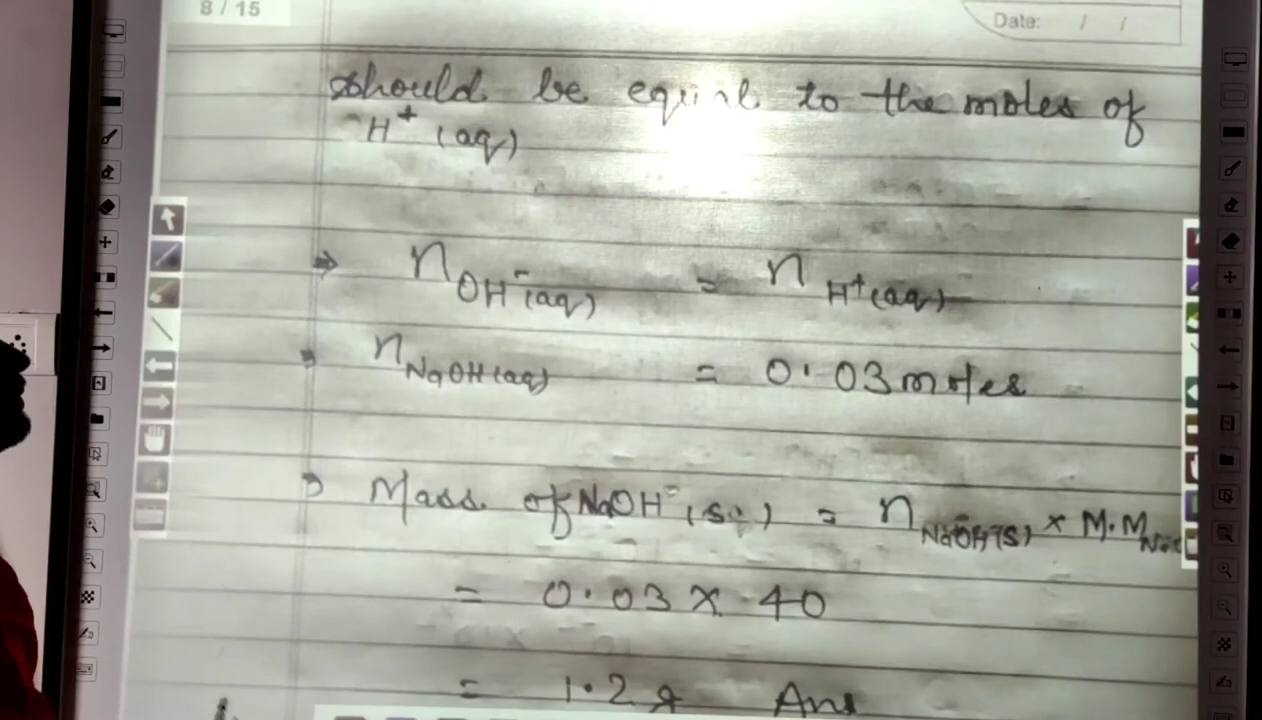 8 / 15
Date: / /
should be equal to the moles of
H⁺ (aq)
⇒ n OH⁻(aq) = n H⁺(aq)
⇒ n NaOH(aq) = 0.03 moles
⇒ Mass of NaOH (s) = n NaOH(s) × M.M
= 0.03 × 40
= 1.2 g Ans